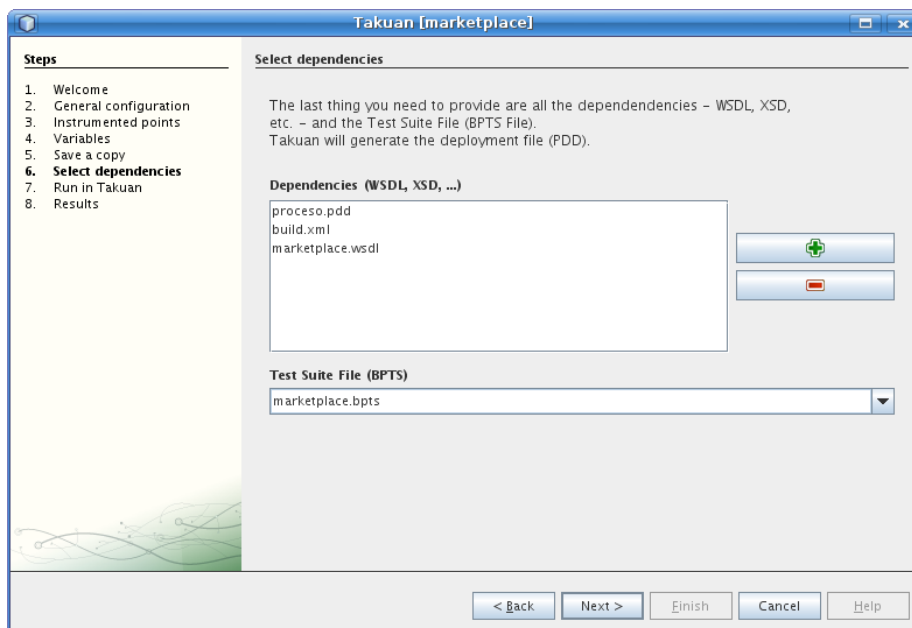 Takuan [marketplace]
Steps
1. Welcome
2. General configuration
3. Instrumented points
4. Variables
5. Save a copy
6. Select dependencies
7. Run in Takuan
8. Results
Select dependencies
The last thing you need to provide are all the dependendencies – WSDL, XSD,
etc. – and the Test Suite File (BPTS File).
Takuan will generate the deployment file (PDD).
Dependencies (WSDL, XSD, ...)
proceso.pdd
build.xml
marketplace.wsdl
Test Suite File (BPTS)
marketplace.bpts
< Back
Next >
Finish
Cancel
Help